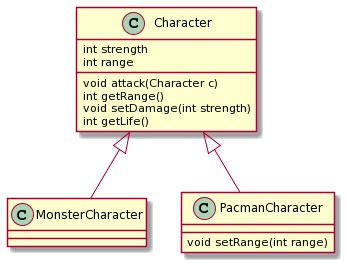 C Character
int strength
int range
void attack(Character c)
int getRange()
void setDamage(int strength)
int getLife()
C MonsterCharacter
C PacmanCharacter
void setRange(int range)